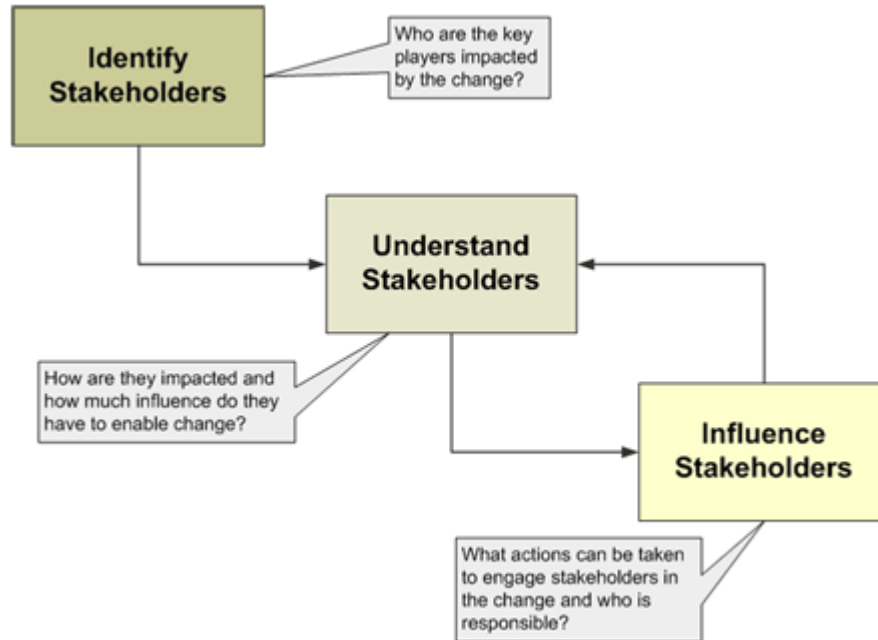 Identify
Stakeholders
Who are the key
players impacted
by the change?
Understand
Stakeholders
How are they impacted and
how much influence do they
have to enable change?
Influence
Stakeholders
What actions can be taken
to engage stakeholders in
the change and who is
responsible?